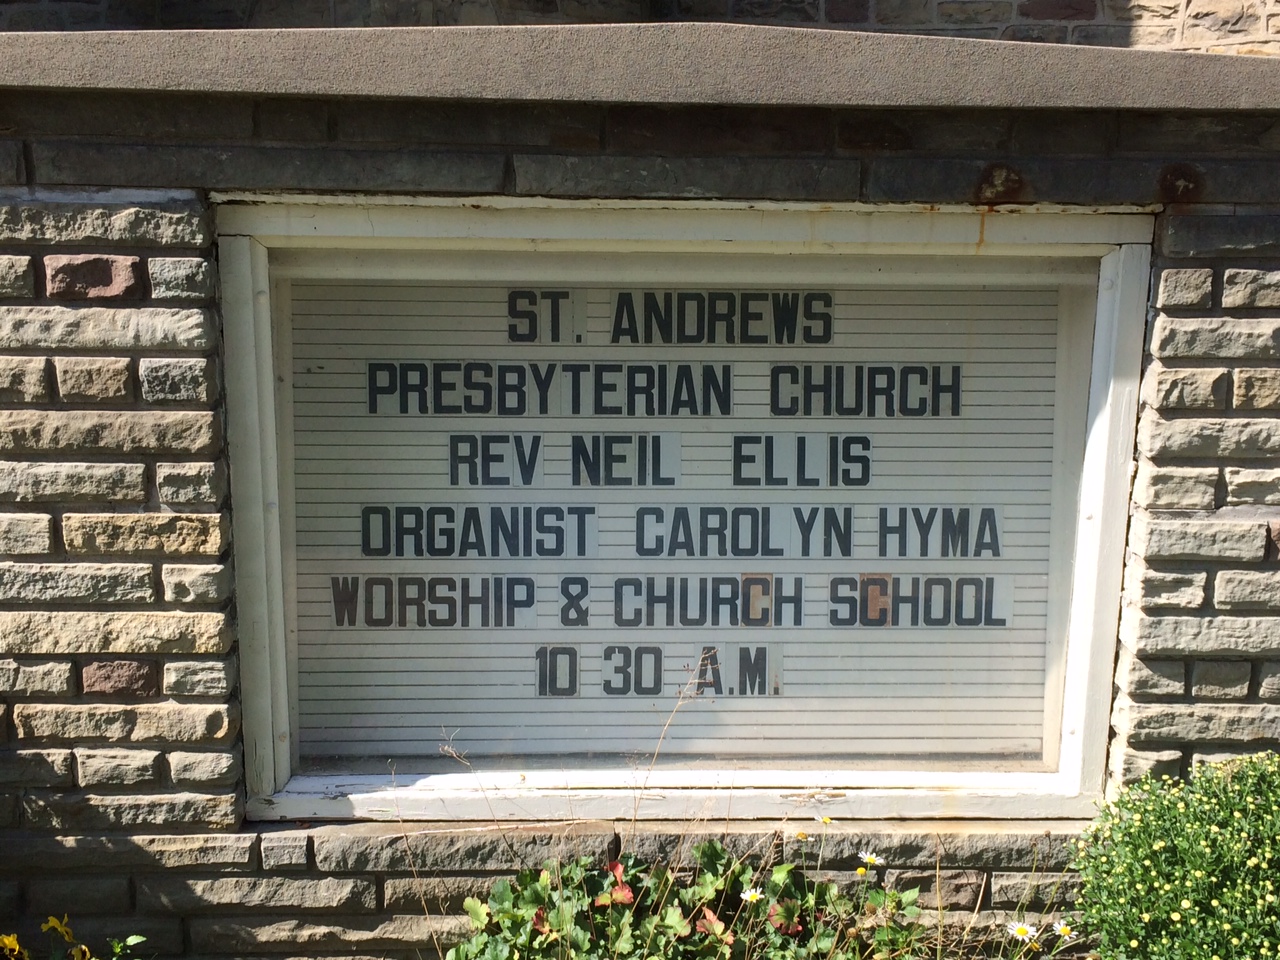 ST. ANDREWS
PRESBYTERIAN CHURCH
REV NEIL ELLIS
ORGANIST CAROLYN HYMA
WORSHIP & CHURCH SCHOOL
10 30 A.M.